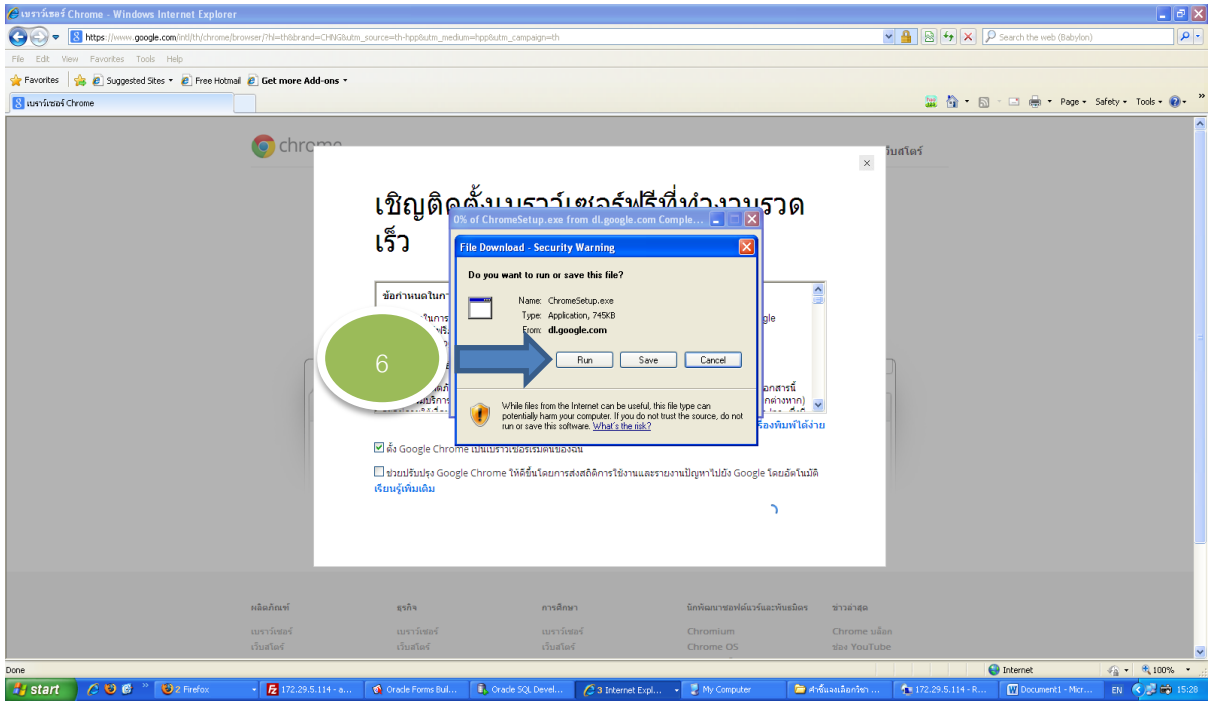 เบราว์เซอร์ Chrome - Windows Internet Explorer
https://www.google.com/intl/th/chrome/browser/?hl=th&brand=CHNG&utm_source=th-hpp&utm_medium=hpp&utm_campaign=th
Search the web (Babylon)
File Edit View Favorites Tools Help
Favorites Suggested Sites Free Hotmail Get more Add-ons
เบราว์เซอร์ Chrome
Page Safety Tools
chrome
เว็บสโตร์
เชิญติดตั้งเบราว์เซอร์ฟรีที่ทำงานรวด
เร็ว
0% of ChromeSetup.exe from dl.google.com Comple...
File Download - Security Warning
Do you want to run or save this file?
Name: ChromeSetup.exe
Type: Application, 745KB
From: dl.google.com
Run Save Cancel
6
While files from the Internet can be useful, this file type can
potentially harm your computer. If you do not trust the source, do not
run or save this software. What's the risk?
ตั้ง Google Chrome เป็นเบราว์เซอร์เริ่มต้นของฉัน
ช่วยปรับปรุง Google Chrome ให้ดีขึ้นโดยการส่งสถิติการใช้งานและรายงานปัญหาไปยัง Google โดยอัตโนมัติ
เรียนรู้เพิ่มเติม
ผลิตภัณฑ์ ธุรกิจ การศึกษา นักพัฒนาซอฟต์แวร์และพันธมิตร ข่าวล่าสุด
เบราว์เซอร์ เบราว์เซอร์ เบราว์เซอร์ Chromium Chrome บล็อก
เว็บสโตร์ เว็บสโตร์ เว็บสโตร์ Chrome OS ช่อง YouTube
Done Internet 100%
start 2 Firefox 172.29.5.114 - a... Oracle Forms Buil... Oracle SQL Devel... 3 Internet Expl... My Computer คำชี้แจงเลือกวิชา ... 172.29.5.114 - R... Document1 - Micr... EN 15:28